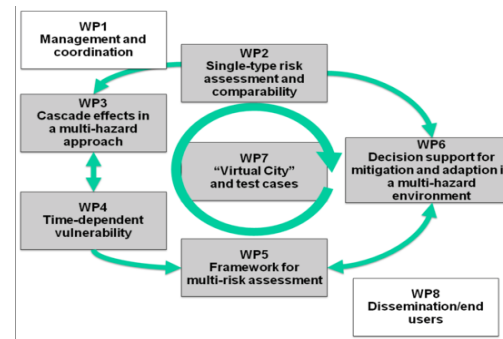 WP1
Management and
coordination
WP2
Single-type risk
assessment and
comparability
WP3
Cascade effects in
a multi-hazard
approach
WP7
“Virtual City”
and test cases
WP6
Decision support for
mitigation and adaption i
a multi-hazard
environment
WP4
Time-dependent
vulnerability
WP5
Framework for
multi-risk assessment
WP8
Dissemination/end
users